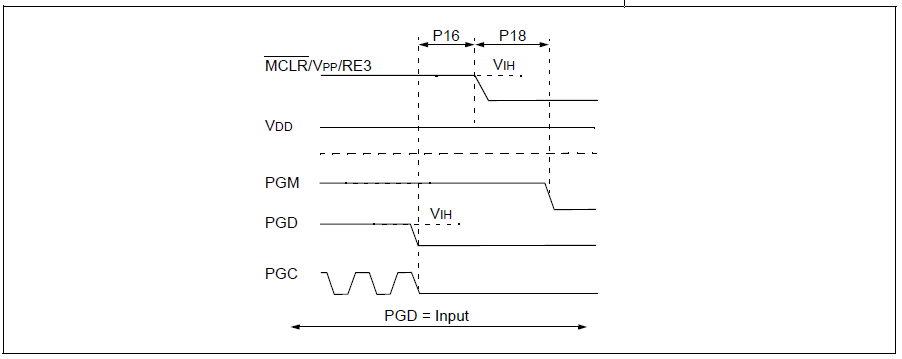 P16 P18
MCLR/VPP/RE3 VIH
VDD
PGM
PGD VIH
PGC
PGD = Input